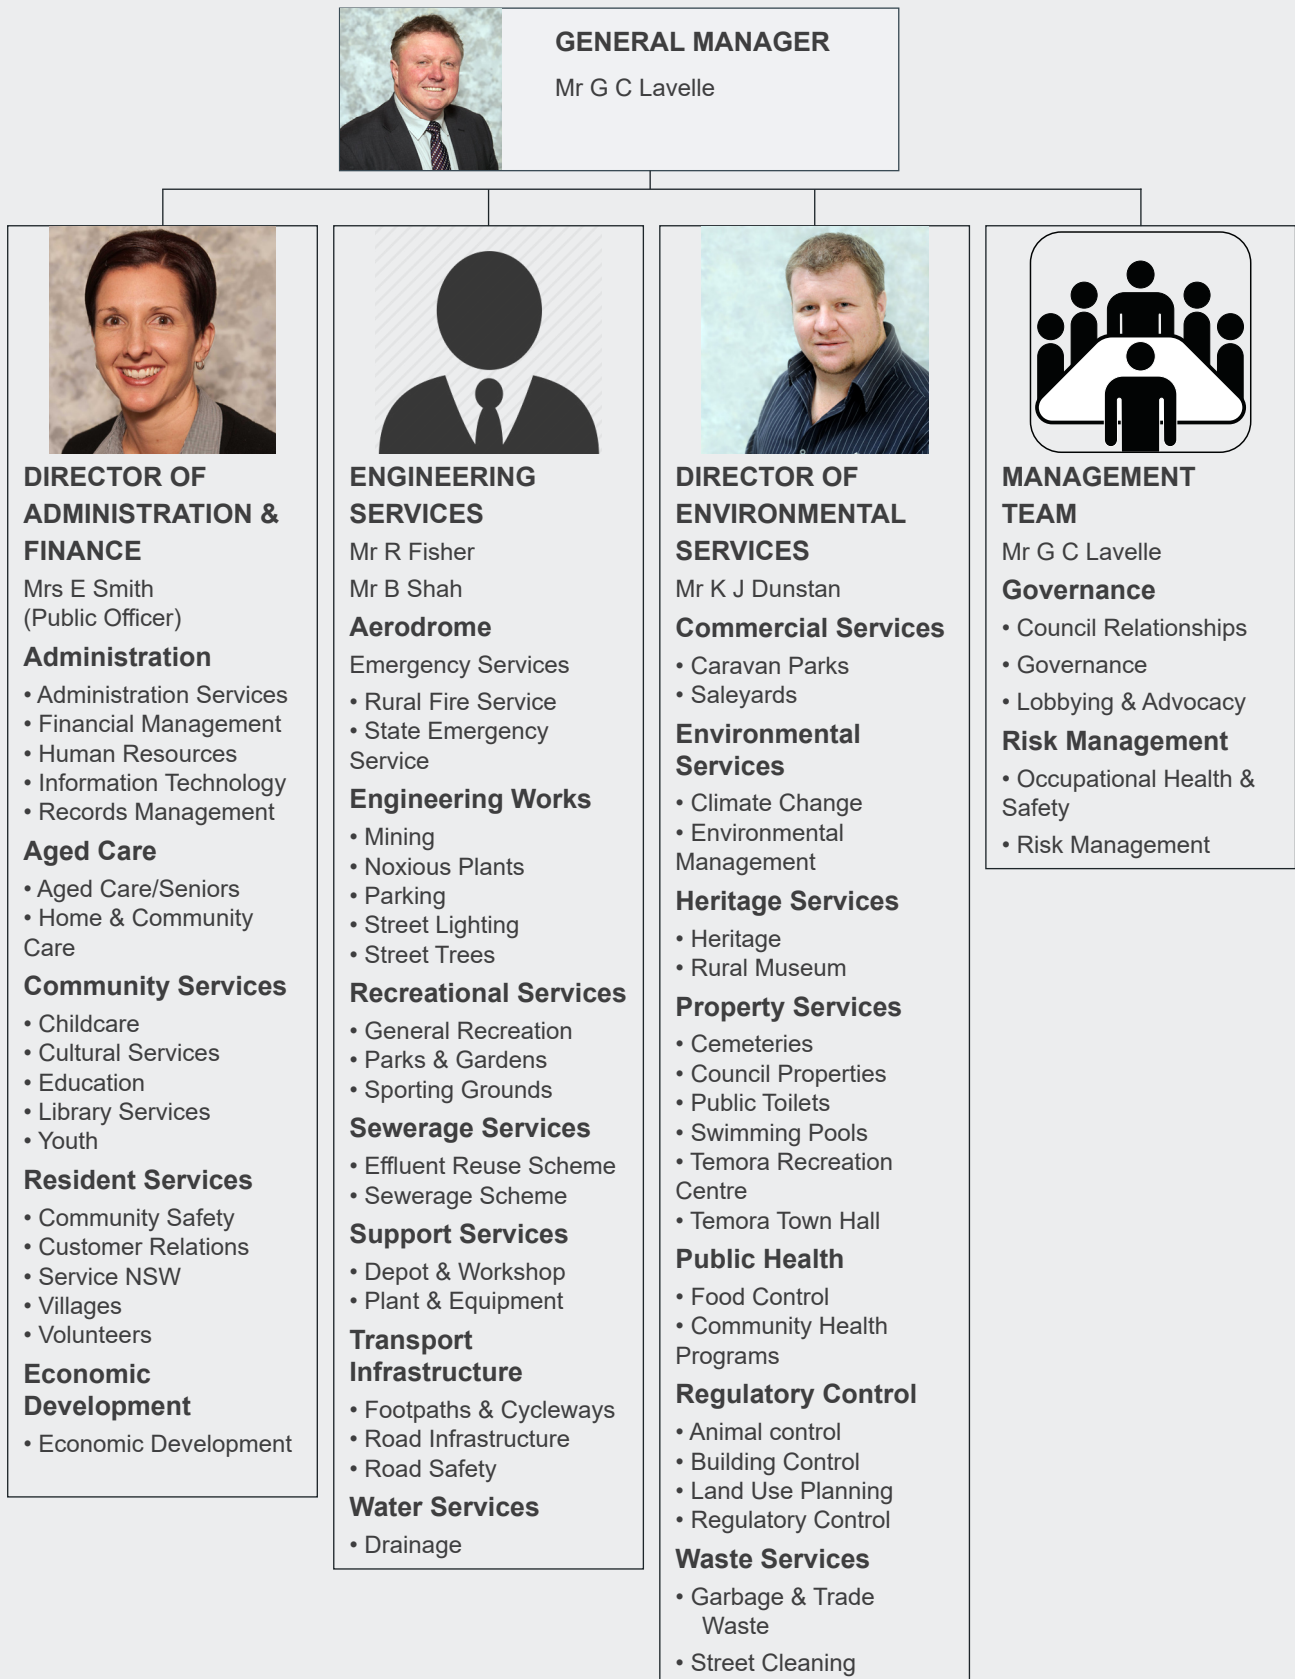 GENERAL MANAGER
Mr G C Lavelle
DIRECTOR OF
ADMINISTRATION &
FINANCE
Mrs E Smith
(Public Officer)
Administration
• Administration Services
• Financial Management
• Human Resources
• Information Technology
• Records Management
Aged Care
• Aged Care/Seniors
• Home & Community
Care
Community Services
• Childcare
• Cultural Services
• Education
• Library Services
• Youth
Resident Services
• Community Safety
• Customer Relations
• Service NSW
• Villages
• Volunteers
Economic
Development
• Economic Development
ENGINEERING
SERVICES
Mr R Fisher
Mr B Shah
Aerodrome
Emergency Services
• Rural Fire Service
• State Emergency
Service
Engineering Works
• Mining
• Noxious Plants
• Parking
• Street Lighting
• Street Trees
Recreational Services
• General Recreation
• Parks & Gardens
• Sporting Grounds
Sewerage Services
• Effluent Reuse Scheme
• Sewerage Scheme
Support Services
• Depot & Workshop
• Plant & Equipment
Transport
Infrastructure
• Footpaths & Cycleways
• Road Infrastructure
• Road Safety
Water Services
• Drainage
DIRECTOR OF
ENVIRONMENTAL
SERVICES
Mr K J Dunstan
Commercial Services
• Caravan Parks
• Saleyards
Environmental
Services
• Climate Change
• Environmental
Management
Heritage Services
• Heritage
• Rural Museum
Property Services
• Cemeteries
• Council Properties
• Public Toilets
• Swimming Pools
• Temora Recreation
Centre
• Temora Town Hall
Public Health
• Food Control
• Community Health
Programs
Regulatory Control
• Animal control
• Building Control
• Land Use Planning
• Regulatory Control
Waste Services
• Garbage & Trade
Waste
• Street Cleaning
MANAGEMENT
TEAM
Mr G C Lavelle
Governance
• Council Relationships
• Governance
• Lobbying & Advocacy
Risk Management
• Occupational Health &
Safety
• Risk Management